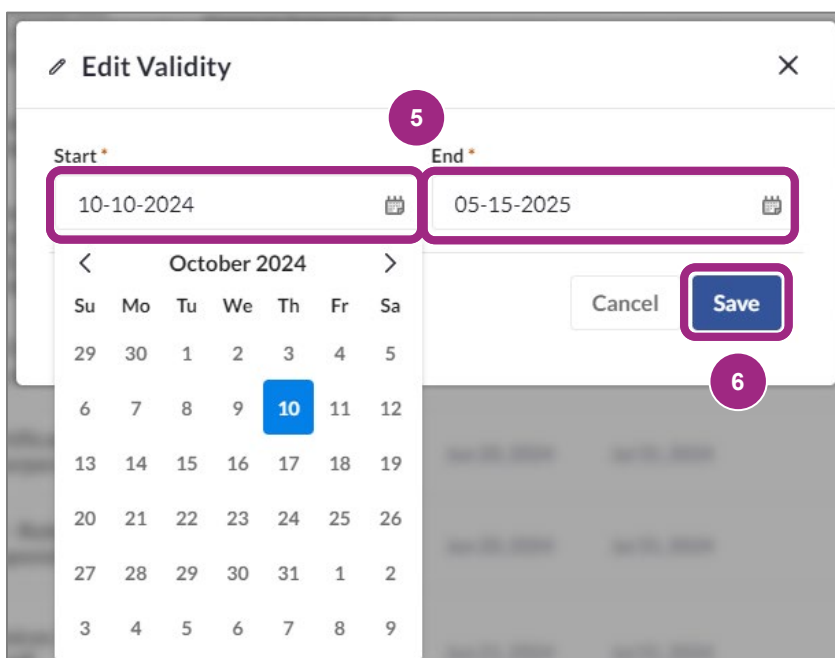 Edit Validity
5
Start * End *
10-10-2024 05-15-2025
October 2024
Su Mo Tu We Th Fr Sa
29 30 1 2 3 4 5
6 7 8 9 10 11 12
13 14 15 16 17 18 19
20 21 22 23 24 25 26
27 28 29 30 31 1 2
3 4 5 6 7 8 9
Cancel Save
6